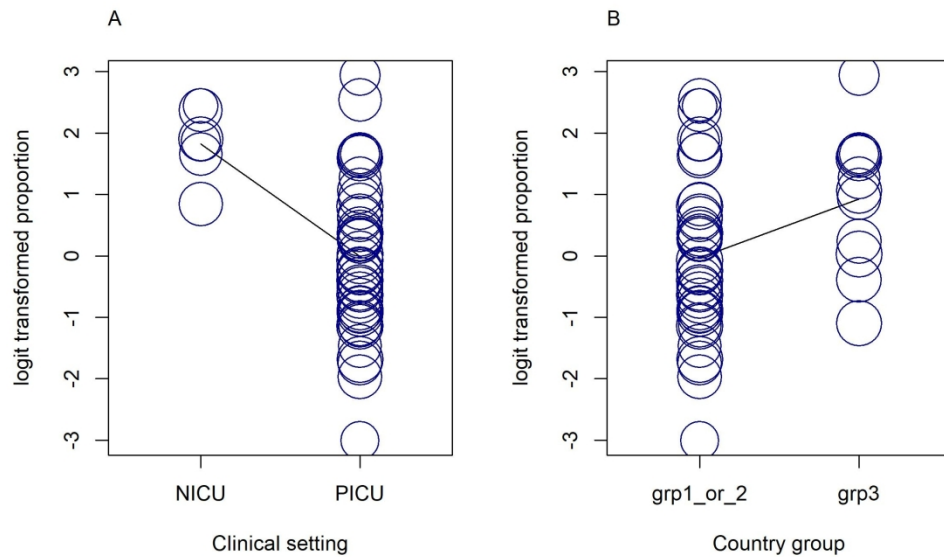 A
logit transformed proportion
3
2
1
0
-1
-2
-3
NICU
PICU
Clinical setting
B
logit transformed proportion
3
2
1
0
-1
-2
-3
grp1_or_2
grp3
Country group